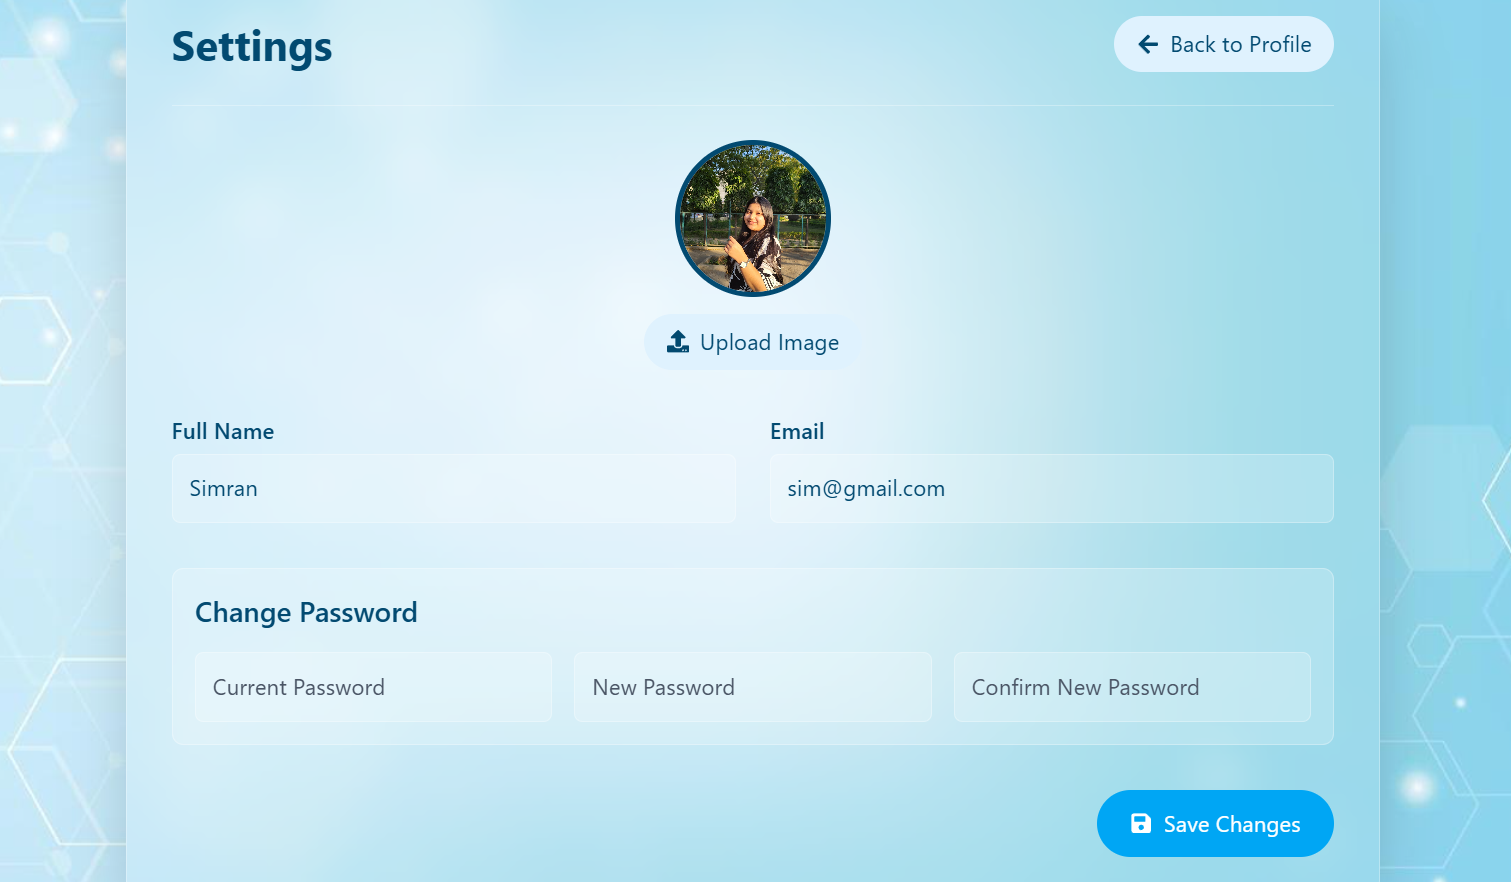 Settings
Back to Profile
Upload Image
Full Name
Email
Simran
sim@gmail.com
Change Password
Current Password
New Password
Confirm New Password
Save Changes